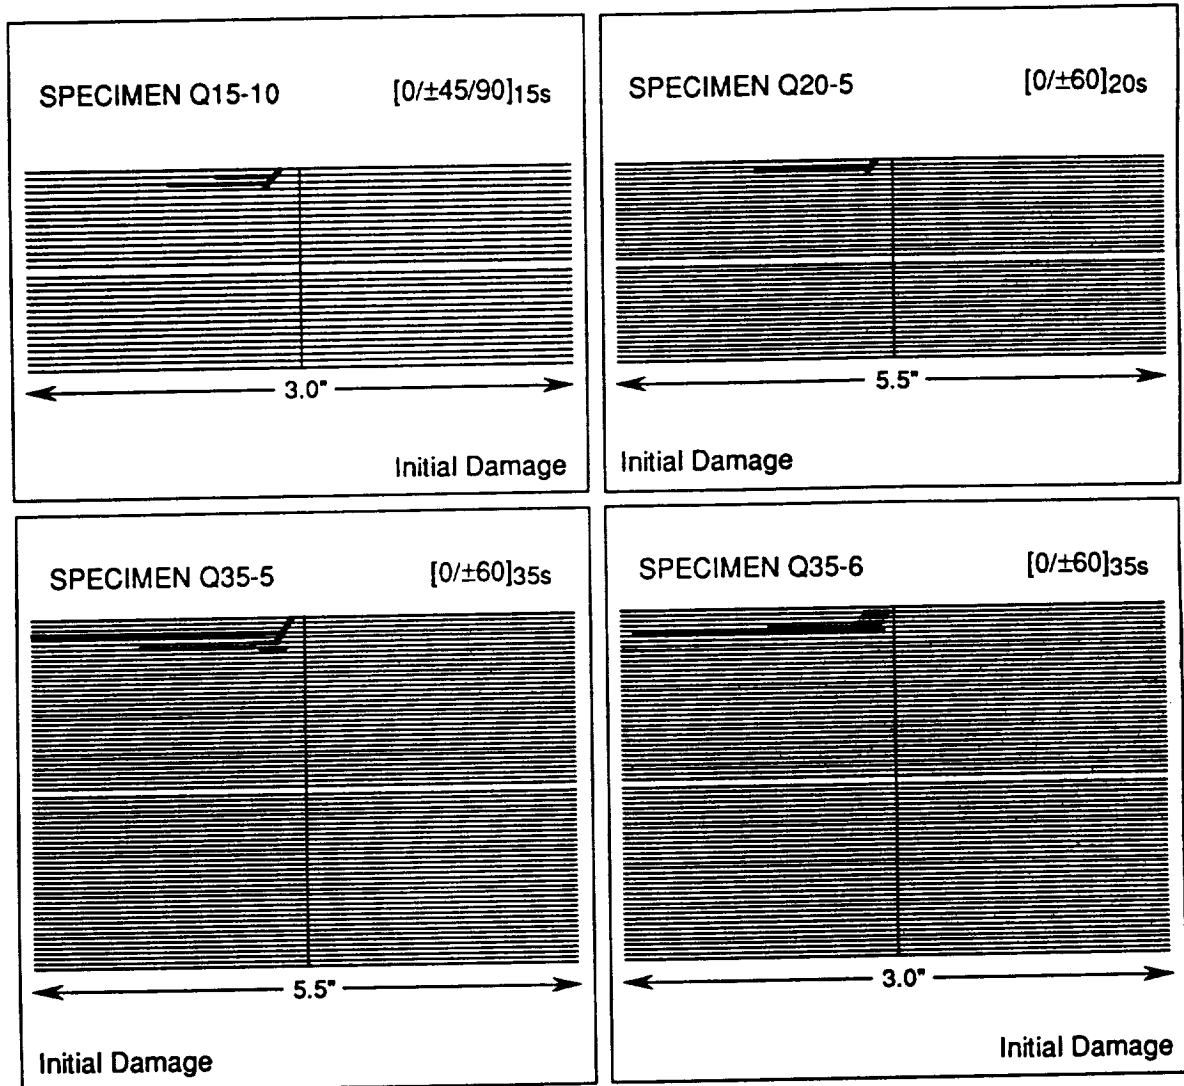 SPECIMEN Q15-10 [0/±45/90]15s
3.0"
Initial Damage
SPECIMEN Q20-5 [0/±60]20s
5.5"
Initial Damage
SPECIMEN Q35-5 [0/±60]35s
5.5"
Initial Damage
SPECIMEN Q35-6 [0/±60]35s
3.0"
Initial Damage